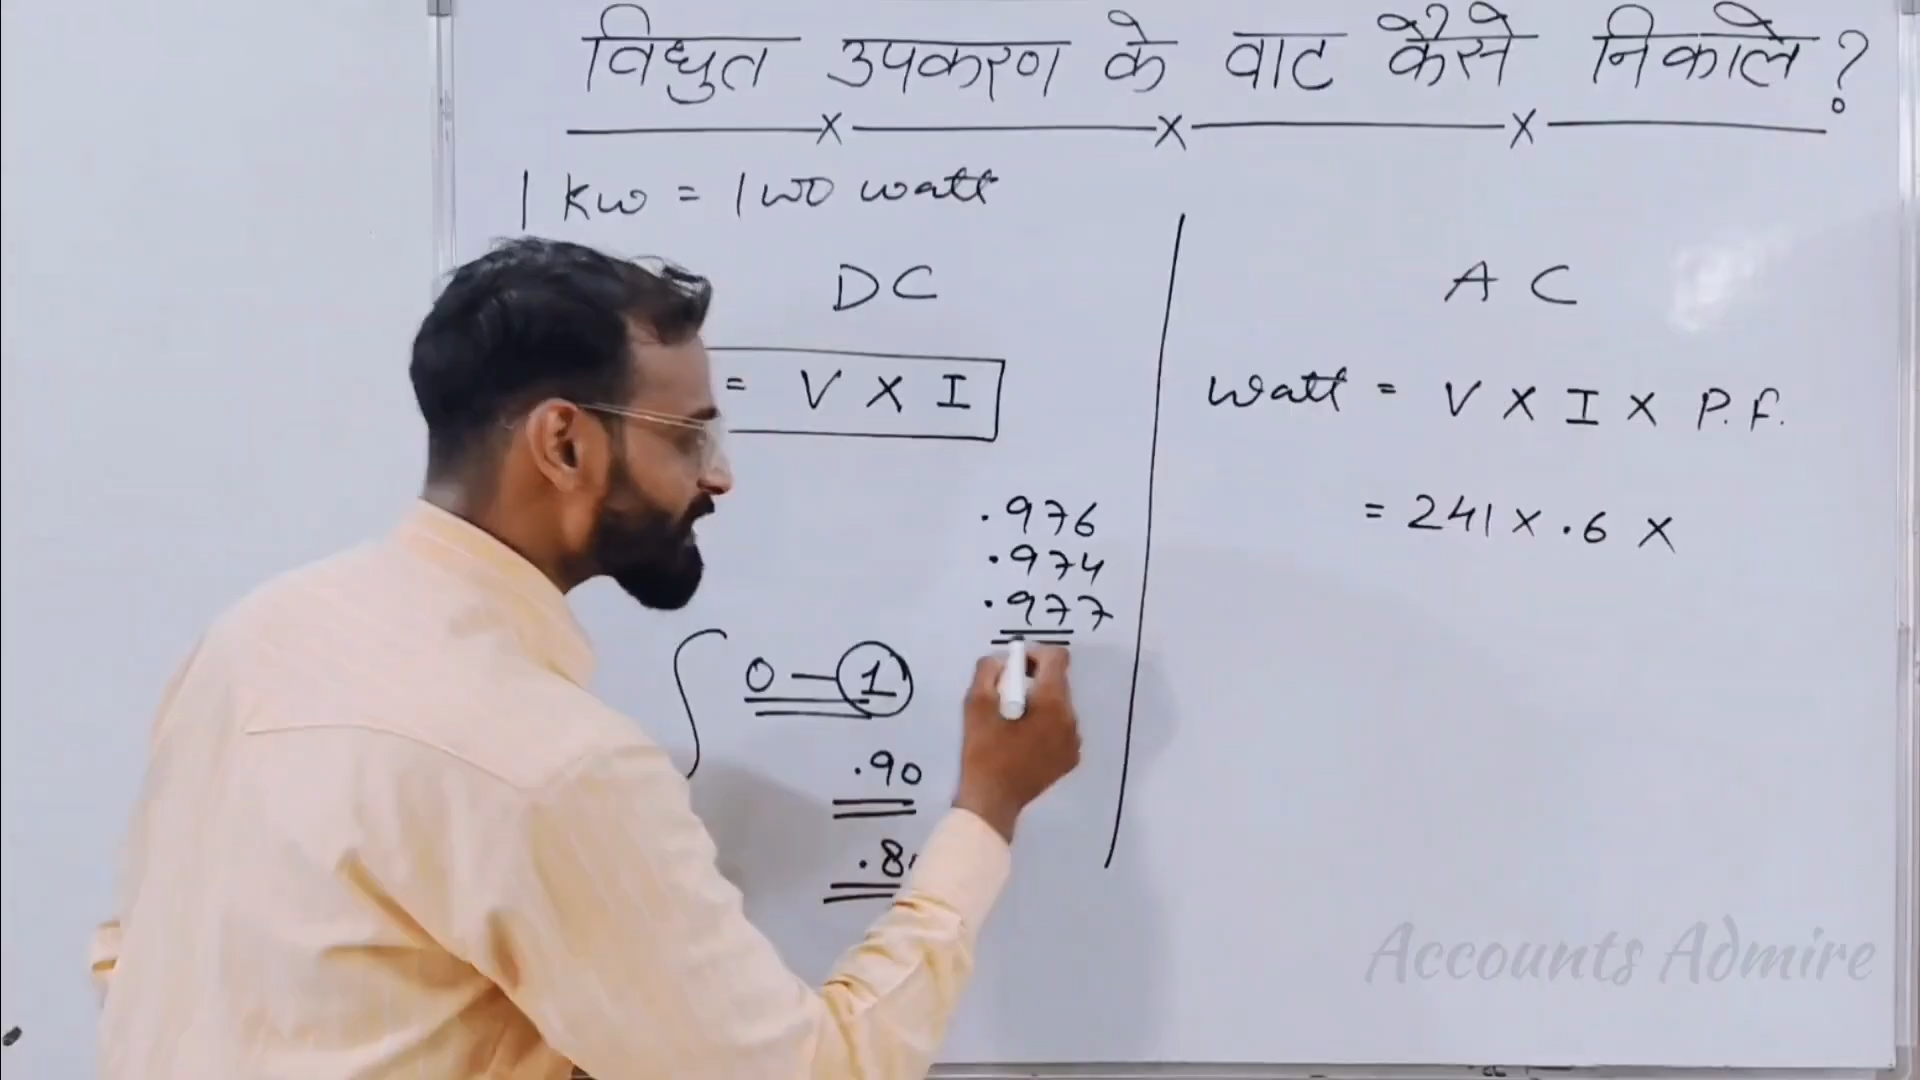 विधुत उपकरण के वाट कैसे निकाले ?
1 Kw = 1000 watt
DC
= V X I
.976
.974
.977
0 — 1
.90
.8
AC
watt = V X I X P.F.
= 241 X .6 X
Accounts Admire